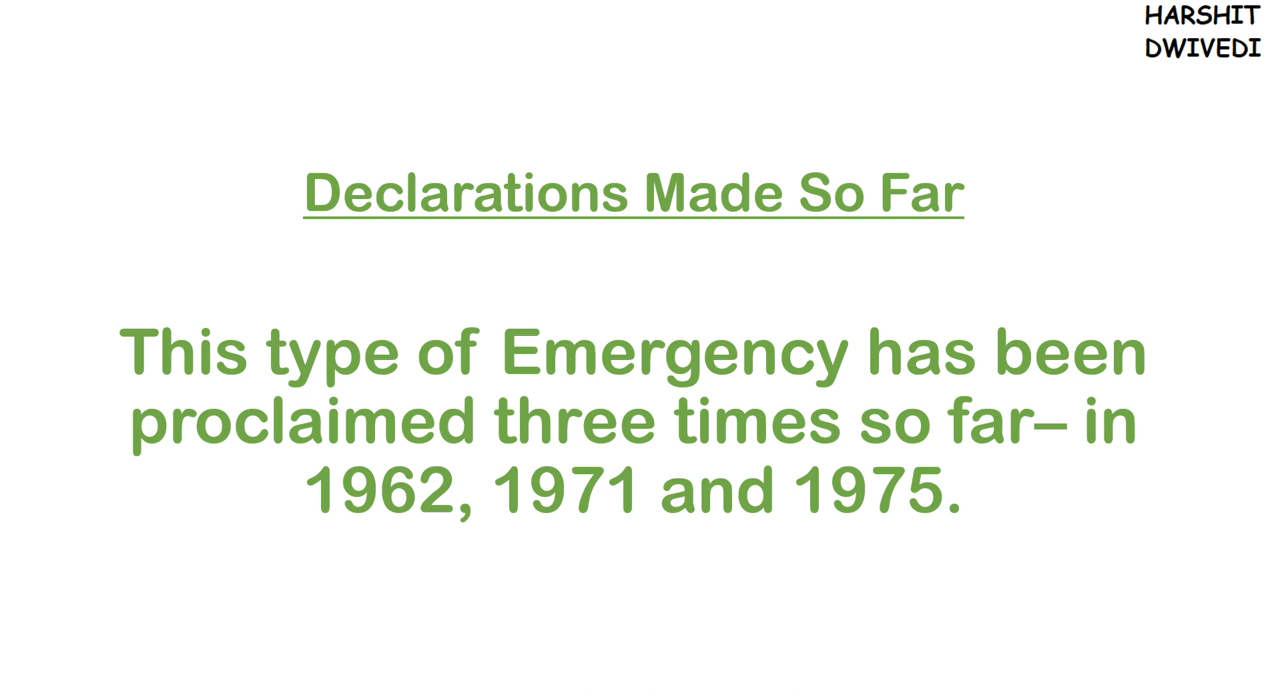 HARSHIT
DWIVEDI
Declarations Made So Far
This type of Emergency has been
proclaimed three times so far– in
1962, 1971 and 1975.